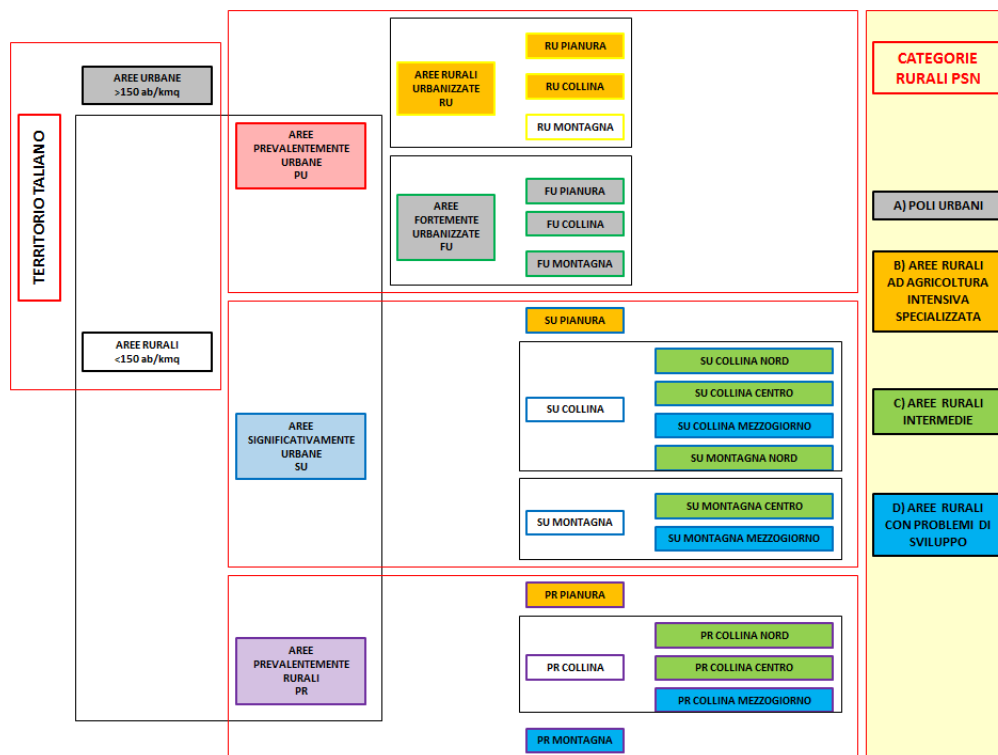 TERRITORIO TALIANO
AREE URBANE
>150 ab/kmq
AREE RURALI
<150 ab/kmq
AREE
PREVALENTEMENTE
URBANE
PU
AREE RURALI
URBANIZZATE
RU
RU PIANURA
RU COLLINA
RU MONTAGNA
AREE
FORTEMENTE
URBANIZZATE
FU
FU PIANURA
FU COLLINA
FU MONTAGNA
AREE
SIGNIFICATIVAMENTE
URBANE
SU
SU PIANURA
SU COLLINA
SU COLLINA NORD
SU COLLINA CENTRO
SU COLLINA MEZZOGIORNO
SU MONTAGNA NORD
SU MONTAGNA
SU MONTAGNA CENTRO
SU MONTAGNA MEZZOGIORNO
AREE
PREVALENTEMENTE
RURALI
PR
PR PIANURA
PR COLLINA
PR COLLINA NORD
PR COLLINA CENTRO
PR COLLINA MEZZOGIORNO
PR MONTAGNA
CATEGORIE
RURALI PSN
A) POLI URBANI
B) AREE RURALI
AD AGRICOLTURA
INTENSIVA
SPECIALIZZATA
C) AREE RURALI
INTERMEDIE
D) AREE RURALI
CON PROBLEMI DI
SVILUPPO